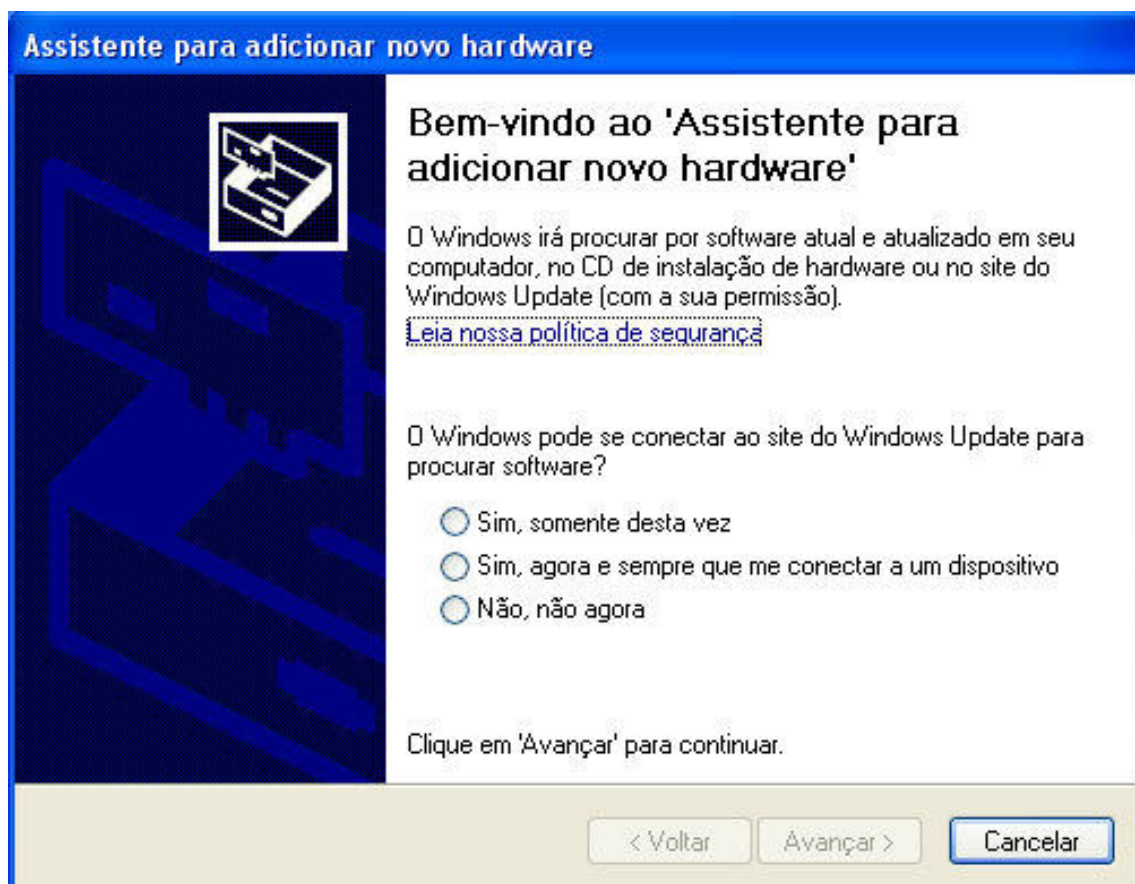 Assistente para adicionar novo hardware
Bem-vindo ao 'Assistente para
adicionar novo hardware'
O Windows irá procurar por software atual e atualizado em seu
computador, no CD de instalação de hardware ou no site do
Windows Update (com a sua permissão).
Leia nossa política de segurança
O Windows pode se conectar ao site do Windows Update para
procurar software?
Sim, somente desta vez
Sim, agora e sempre que me conectar a um dispositivo
Não, não agora
Clique em 'Avançar' para continuar.
< Voltar Avançar > Cancelar